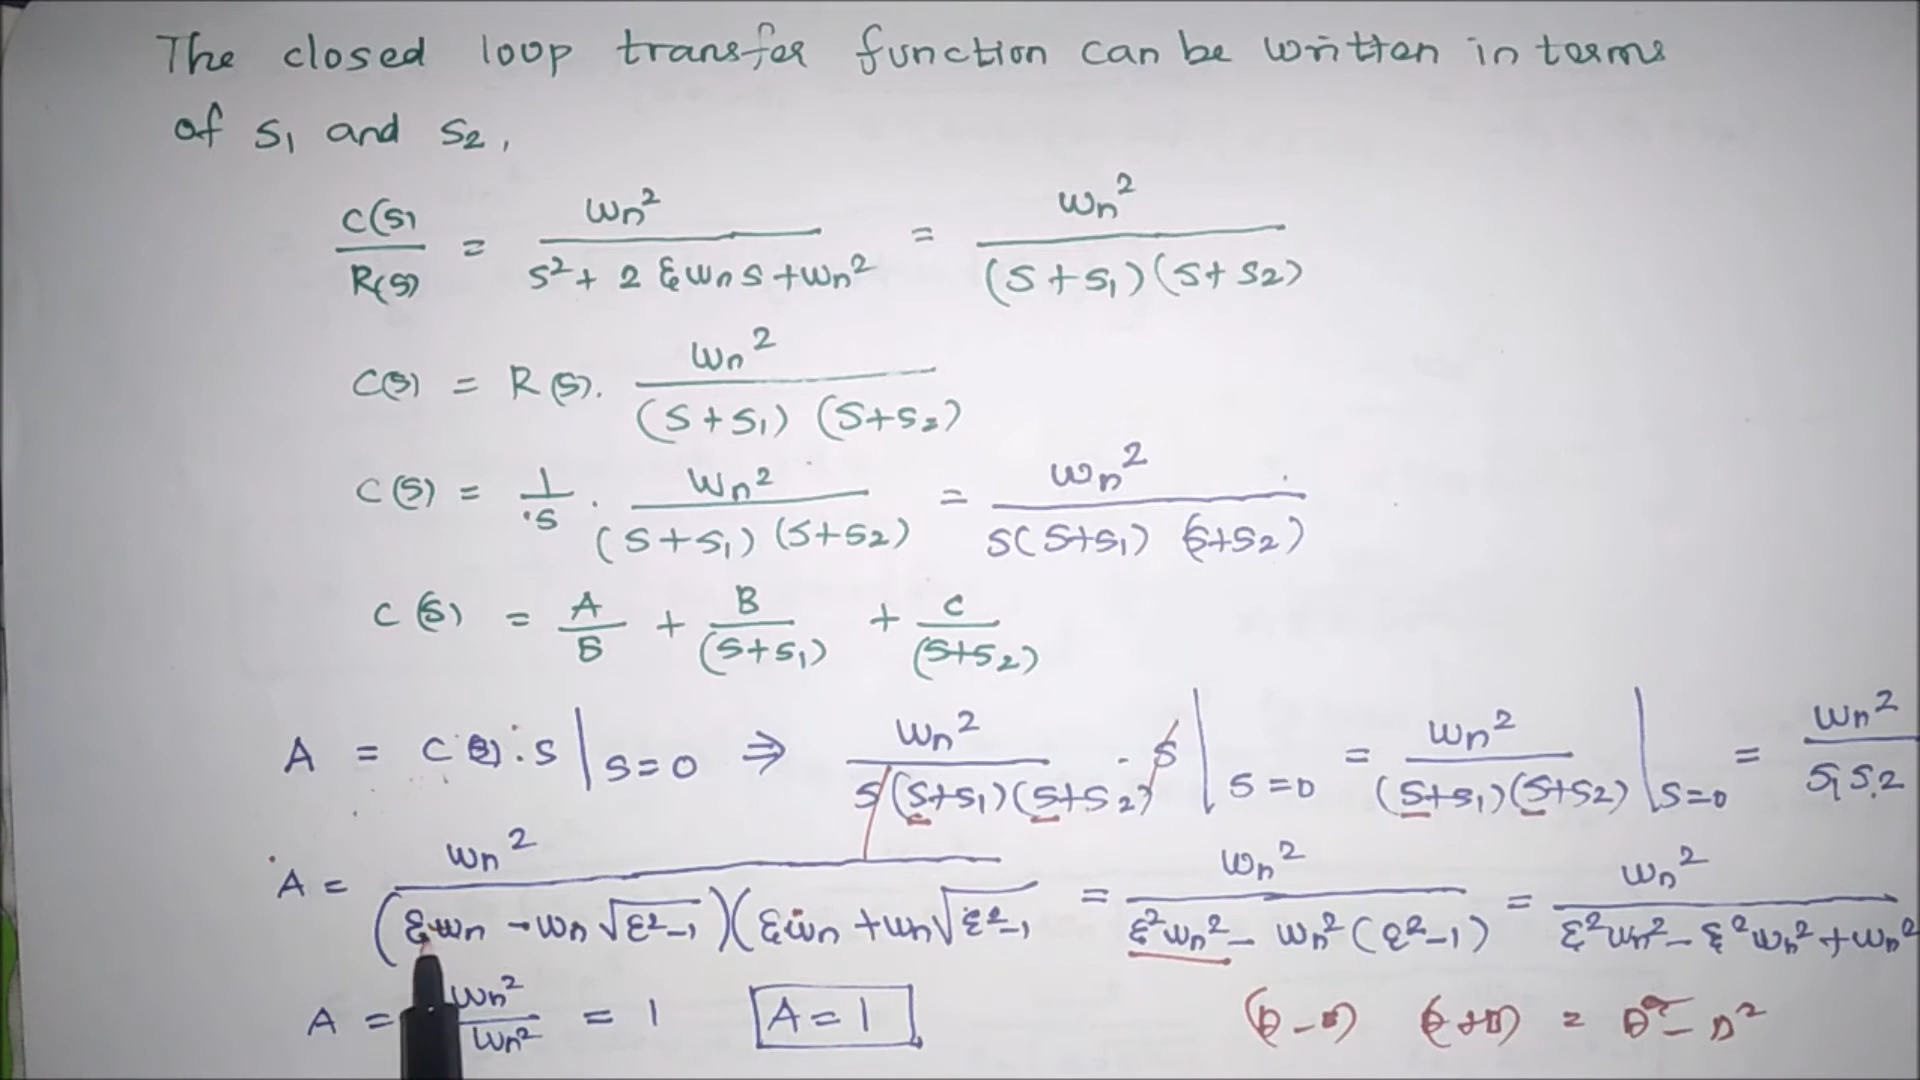 The closed loop transfer function can be written in terms
of S₁ and S₂,
C(S)/R(S) = ωn²/(S² + 2 ξωn S + ωn²) = ωn²/((S + S₁)(S + S₂))
C(S) = R(S). ωn²/((S + S₁) (S + S₂))
C(S) = 1/S . ωn²/((S + S₁) (S + S₂)) = ωn²/(S(S+S₁) (S+S₂))
C(S) = A/S + B/(S+S₁) + C/(S+S₂)
A = C(S).S |S=0 ⇒ ωn²/(S(S+S₁)(S+S₂)) . S |S=0 = ωn²/((S+S₁)(S+S₂)) |S=0 = ωn²/(S₁S₂)
A = ωn²/((ξωn - ωn √ξ²-1)(ξωn + ωn √ξ²-1 = ωn²/(ξ²ωn² - ωn²(ξ²-1)) = ωn²/(ξ²ωn² - ξ²ωn² + ωn²
A = ωn²/ωn² = 1 A = 1